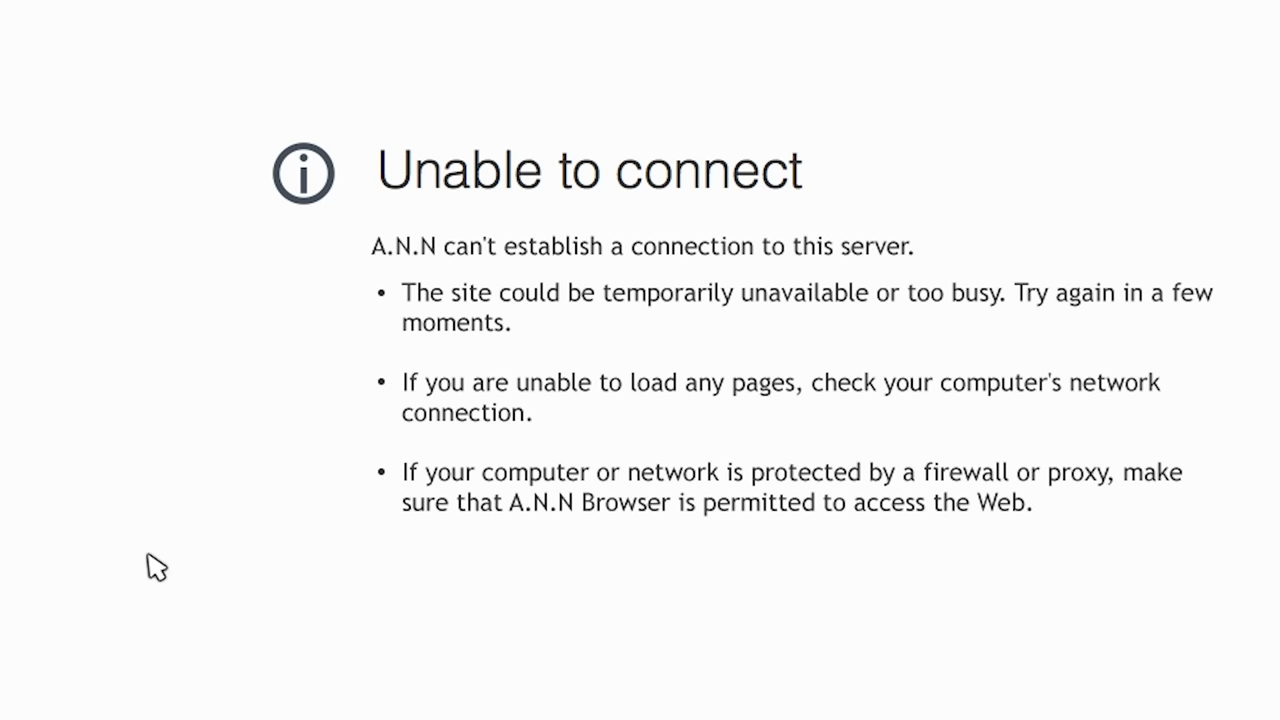 Unable to connect
A.N.N can't establish a connection to this server.
• The site could be temporarily unavailable or too busy. Try again in a few
moments.
• If you are unable to load any pages, check your computer's network
connection.
• If your computer or network is protected by a firewall or proxy, make
sure that A.N.N Browser is permitted to access the Web.